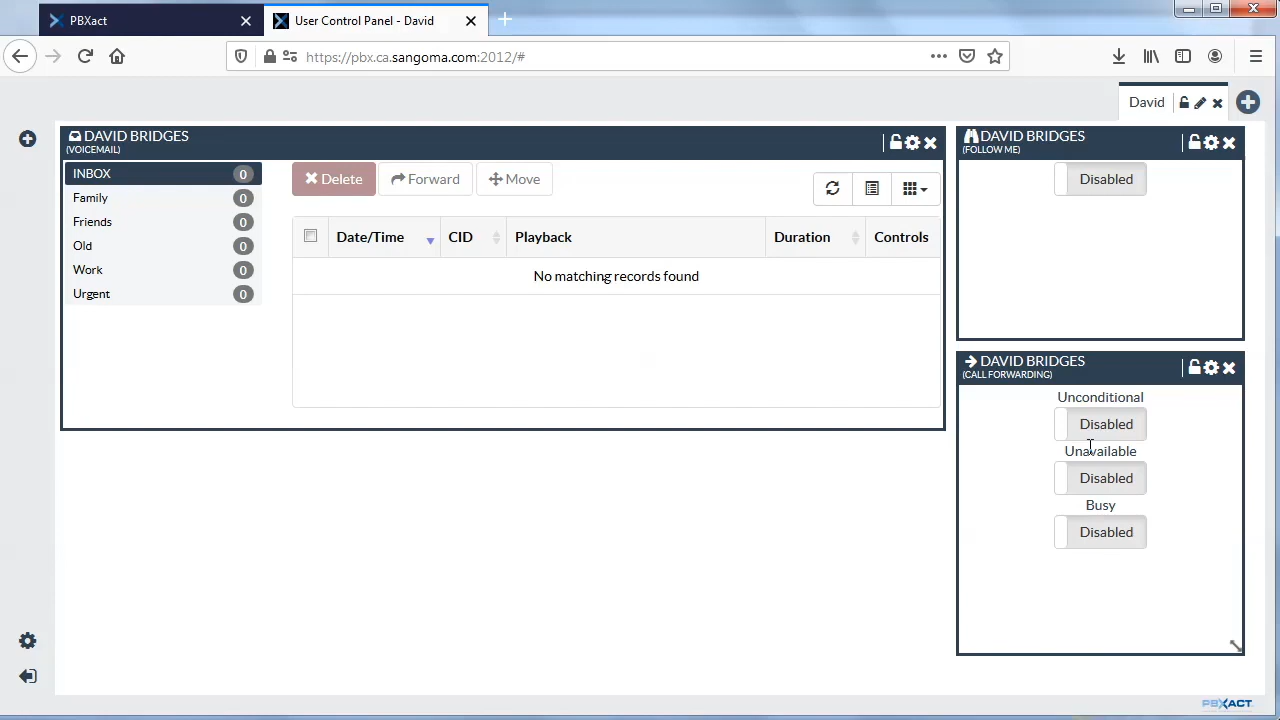 PBXact
User Control Panel - David
https://pbx.ca.sangoma.com:2012/#
David
DAVID BRIDGES
(VOICEMAIL)
INBOX 0
Family 0
Friends 0
Old 0
Work 0
Urgent 0
Delete Forward Move
Date/Time CID Playback Duration Controls
No matching records found
DAVID BRIDGES
(FOLLOW ME)
Disabled
DAVID BRIDGES
(CALL FORWARDING)
Unconditional
Disabled
Unavailable
Disabled
Busy
Disabled
PBXACT